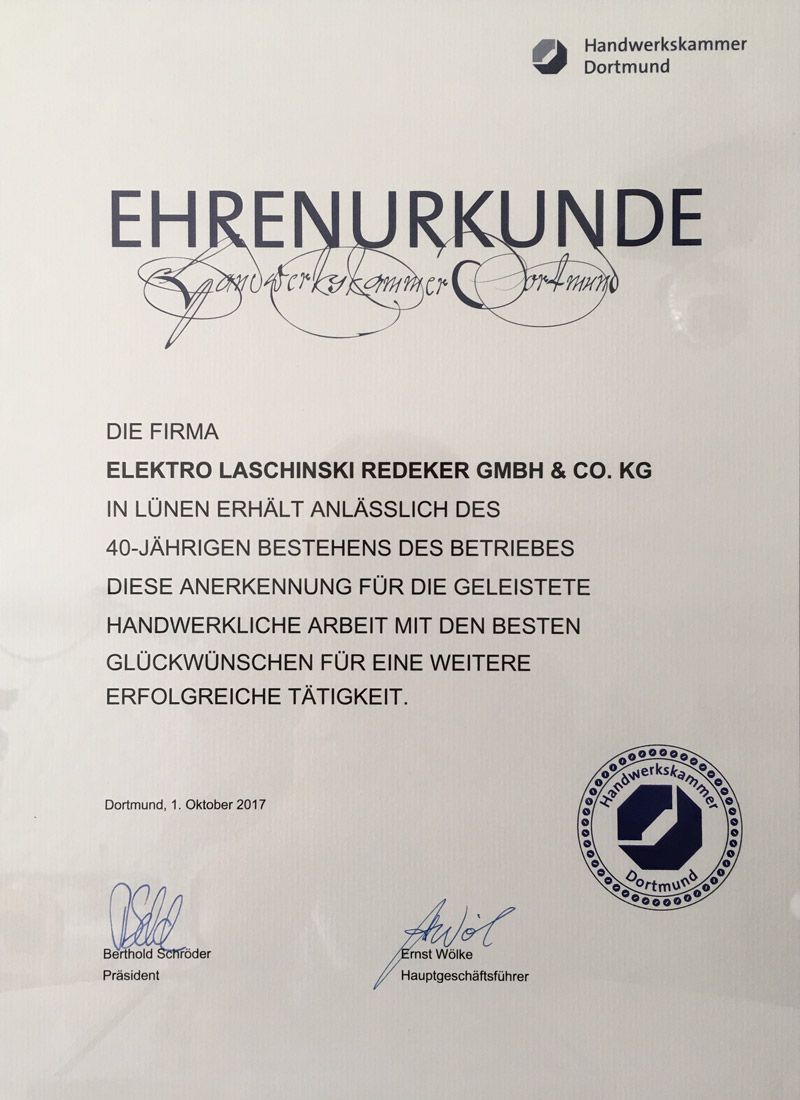 Handwerkskammer
Dortmund
EHRENURKUNDE
Handwerkskammer Dortmund
DIE FIRMA
ELEKTRO LASCHINSKI REDEKER GMBH & CO. KG
IN LÜNEN ERHÄLT ANLÄSSLICH DES
40-JÄHRIGEN BESTEHENS DES BETRIEBES
DIESE ANERKENNUNG FÜR DIE GELEISTETE
HANDWERKLICHE ARBEIT MIT DEN BESTEN
GLÜCKWÜNSCHEN FÜR EINE WEITERE
ERFOLGREICHE TÄTIGKEIT.
Dortmund, 1. Oktober 2017
Handwerkskammer
Dortmund
Berthold Schröder
Präsident
Ernst Wölke
Hauptgeschäftsführer